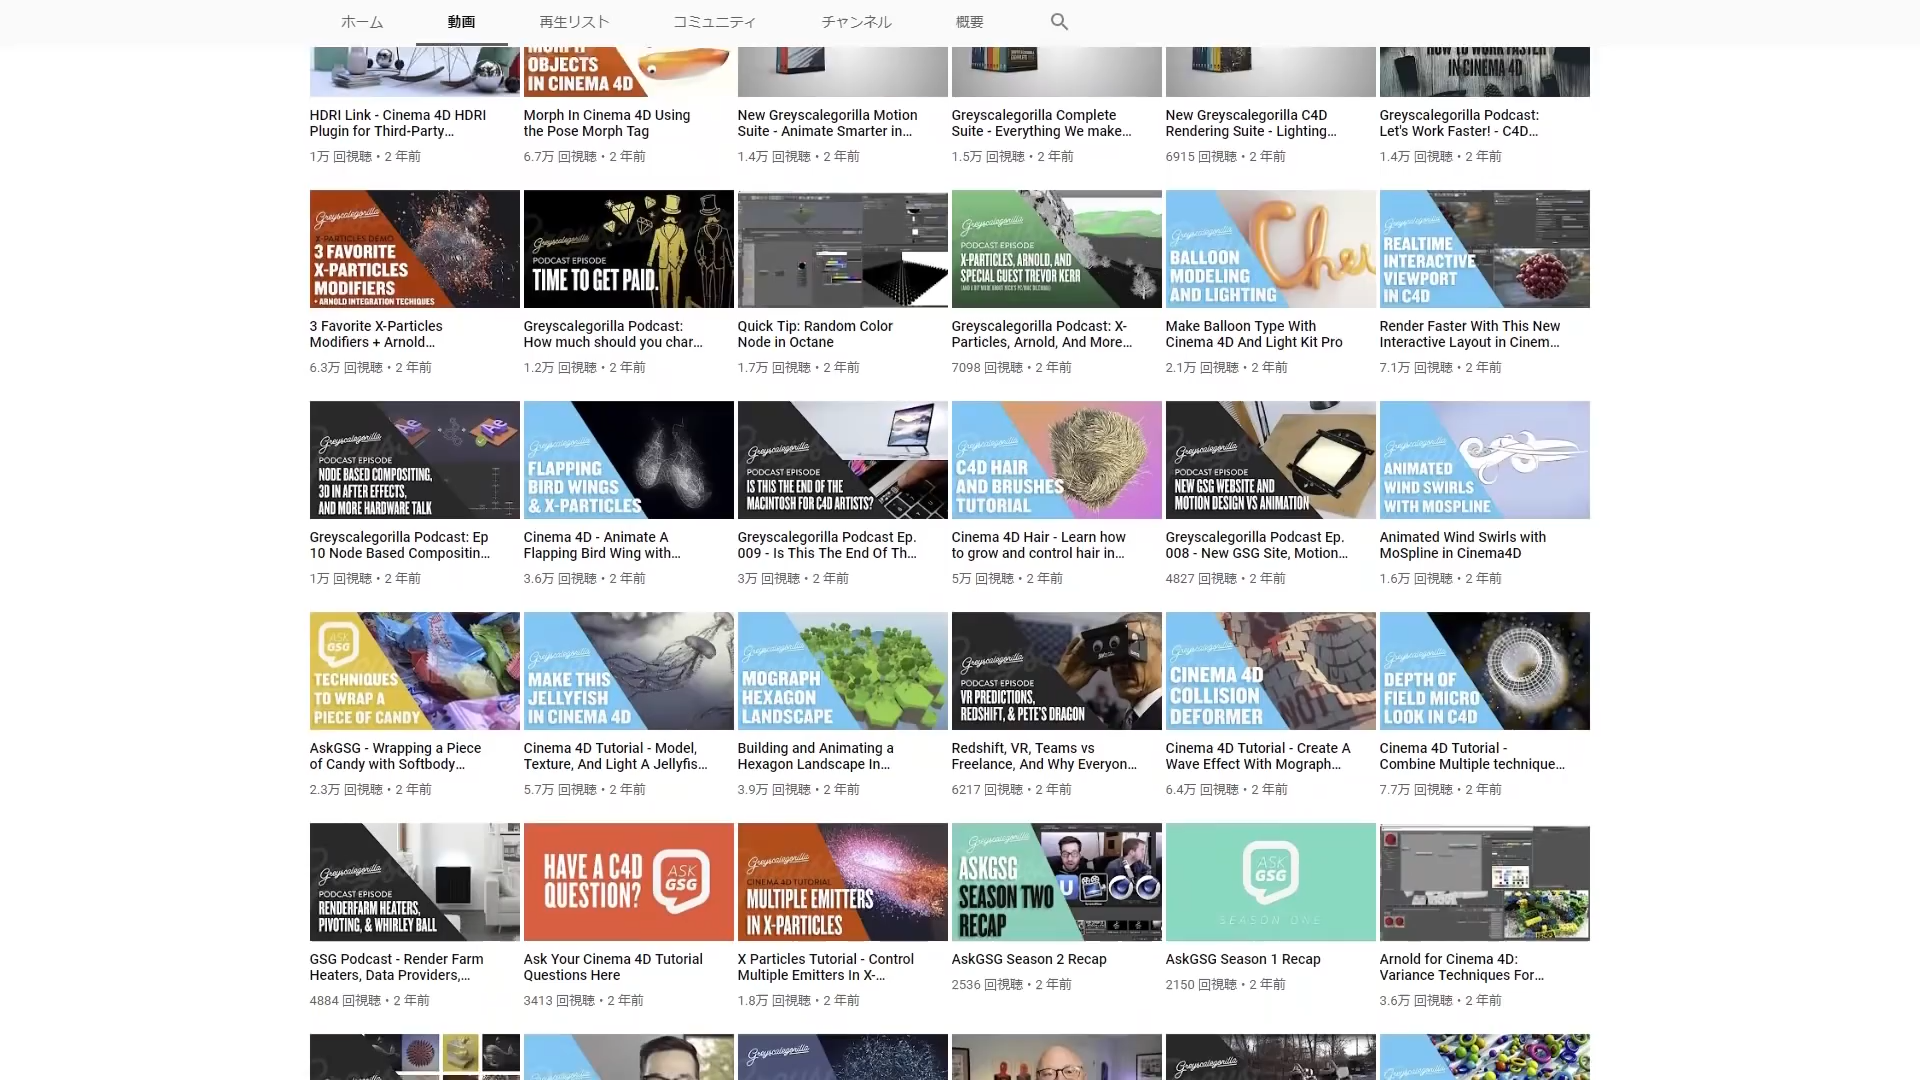 ホーム
動画
再生リスト
コミュニティ
チャンネル
概要
OBJECTS
IN CINEMA 4D
HOW TO WORK FASTER
IN CINEMA 4D
HDRI Link - Cinema 4D HDRI
Plugin for Third-Party…
1万 回視聴・2 年前
Morph In Cinema 4D Using
the Pose Morph Tag
6.7万 回視聴・2 年前
New Greyscalegorilla Motion
Suite - Animate Smarter in…
1.4万 回視聴・2 年前
Greyscalegorilla Complete
Suite - Everything We make…
1.5万 回視聴・2 年前
New Greyscalegorilla C4D
Rendering Suite - Lighting…
6915 回視聴・2 年前
Greyscalegorilla Podcast:
Let's Work Faster! - C4D…
1.4万 回視聴・2 年前
Greyscalegorilla
X-PARTICLES DEMO
3 FAVORITE
X-PARTICLES
MODIFIERS
• ARNOLD INTEGRATION TECHIQUES
Greyscalegorilla
PODCAST EPISODE
TIME TO GET PAID.
Greyscalegorilla
PODCAST EPISODE
X-PARTICLES, ARNOLD, AND
SPECIAL GUEST TREVOR KERR
Greyscalegorilla
BALLOON
MODELING
AND LIGHTING
Greyscalegorilla
REALTIME
INTERACTIVE
VIEWPORT
IN C4D
3 Favorite X-Particles
Modifiers + Arnold…
6.3万 回視聴・2 年前
Greyscalegorilla Podcast:
How much should you char…
1.2万 回視聴・2 年前
Quick Tip: Random Color
Node in Octane
1.7万 回視聴・2 年前
Greyscalegorilla Podcast: X-
Particles, Arnold, And More…
7098 回視聴・2 年前
Make Balloon Type With
Cinema 4D And Light Kit Pro
2.1万 回視聴・2 年前
Render Faster With This New
Interactive Layout in Cinem…
7.1万 回視聴・2 年前
Greyscalegorilla
PODCAST EPISODE
NODE BASED COMPOSITING,
3D IN AFTER EFFECTS,
AND MORE HARDWARE TALK
Greyscalegorilla
FLAPPING
BIRD WINGS
& X-PARTICLES
Greyscalegorilla
PODCAST EPISODE
IS THIS THE END OF THE
MACINTOSH FOR C4D ARTISTS?
Greyscalegorilla
C4D HAIR
AND BRUSHES
TUTORIAL
Greyscalegorilla
PODCAST EPISODE
NEW GSG WEBSITE AND
MOTION DESIGN VS ANIMATION
Greyscalegorilla
ANIMATED
WIND SWIRLS
WITH MOSPLINE
Greyscalegorilla Podcast: Ep
10 Node Based Compositin…
1万 回視聴・2 年前
Cinema 4D - Animate A
Flapping Bird Wing with…
3.6万 回視聴・2 年前
Greyscalegorilla Podcast Ep.
009 - Is This The End Of Th…
3万 回視聴・2 年前
Cinema 4D Hair - Learn how
to grow and control hair in…
5万 回視聴・2 年前
Greyscalegorilla Podcast Ep.
008 - New GSG Site, Motion…
4827 回視聴・2 年前
Animated Wind Swirls with
MoSpline in Cinema4D
1.6万 回視聴・2 年前
ASK
GSG
TECHNIQUES
TO WRAP A
PIECE OF CANDY
Greyscalegorilla
MAKE THIS
JELLYFISH
IN CINEMA 4D
Greyscalegorilla
MOGRAPH
HEXAGON
LANDSCAPE
Greyscalegorilla
PODCAST EPISODE
VR PREDICTIONS,
REDSHIFT, & PETE'S DRAGON
Greyscalegorilla
CINEMA 4D
COLLISION
DEFORMER
Greyscalegorilla
DEPTH OF
FIELD MICRO
LOOK IN C4D
AskGSG - Wrapping a Piece
of Candy with Softbody…
2.3万 回視聴・2 年前
Cinema 4D Tutorial - Model,
Texture, And Light A Jellyfis…
5.7万 回視聴・2 年前
Building and Animating a
Hexagon Landscape In…
3.9万 回視聴・2 年前
Redshift, VR, Teams vs
Freelance, And Why Everyon…
6217 回視聴・2 年前
Cinema 4D Tutorial - Create A
Wave Effect With Mograph…
6.4万 回視聴・2 年前
Cinema 4D Tutorial -
Combine Multiple technique…
7.7万 回視聴・2 年前
Greyscalegorilla
PODCAST EPISODE
RENDERFARM HEATERS,
PIVOTING, & WHIRLEY BALL
HAVE A C4D
QUESTION?
ASK
GSG
Greyscalegorilla
CINEMA 4D TUTORIAL
MULTIPLE EMITTERS
IN X-PARTICLES
Greyscalegorilla
ASKGSG
SEASON TWO
RECAP
ASK
GSG
SEASON ONE
GSG Podcast - Render Farm
Heaters, Data Providers,…
4884 回視聴・2 年前
Ask Your Cinema 4D Tutorial
Questions Here
3413 回視聴・2 年前
X Particles Tutorial - Control
Multiple Emitters In X-…
1.8万 回視聴・2 年前
AskGSG Season 2 Recap
2536 回視聴・2 年前
AskGSG Season 1 Recap
2150 回視聴・2 年前
Arnold for Cinema 4D:
Variance Techniques For…
3.6万 回視聴・2 年前
Greyscalegorilla
Greyscalegorilla